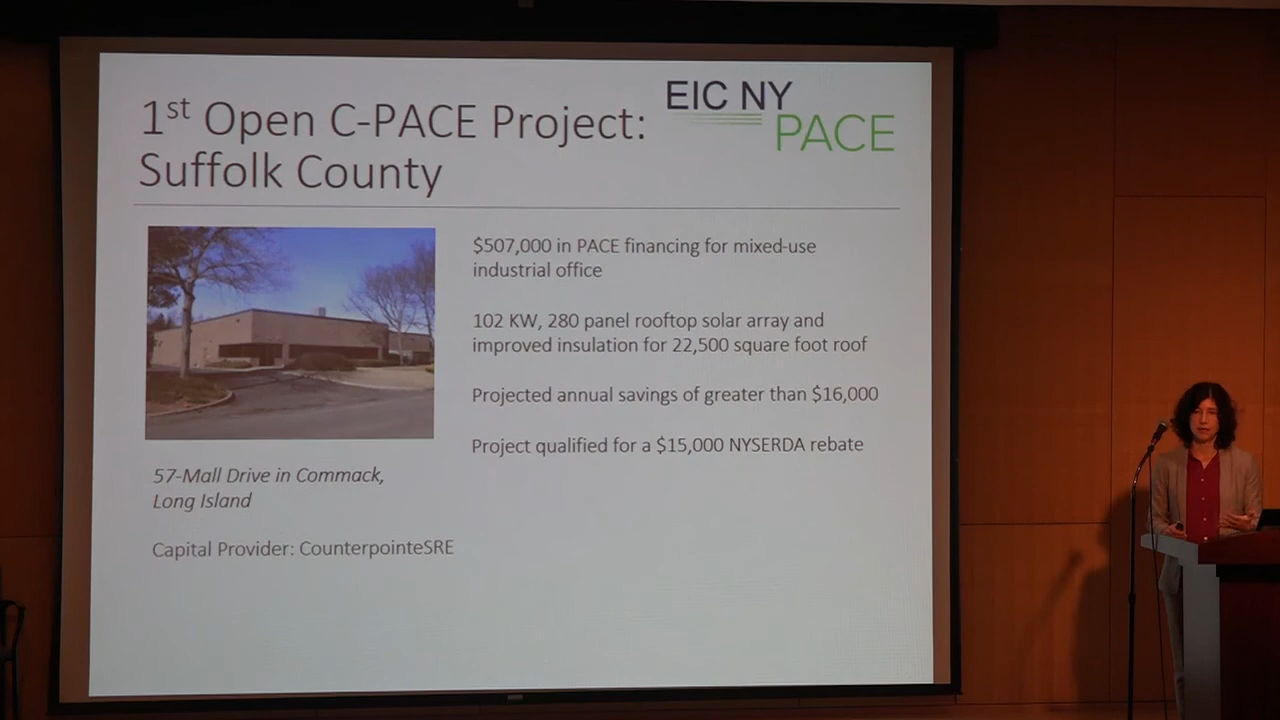 1st Open C-PACE Project:
Suffolk County
EIC NY
PACE
$507,000 in PACE financing for mixed-use
industrial office
102 KW, 280 panel rooftop solar array and
improved insulation for 22,500 square foot roof
Projected annual savings of greater than $16,000
Project qualified for a $15,000 NYSERDA rebate
57-Mall Drive in Commack,
Long Island
Capital Provider: CounterpointeSRE